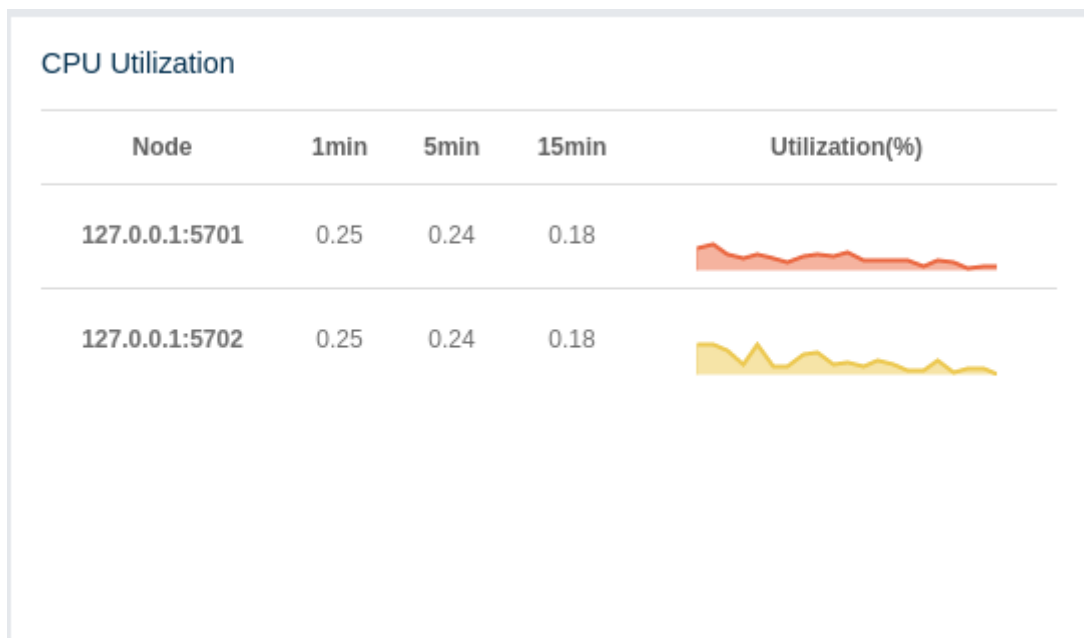 CPU Utilization
Node 1min 5min 15min Utilization(%)
127.0.0.1:5701 0.25 0.24 0.18
127.0.0.1:5702 0.25 0.24 0.18